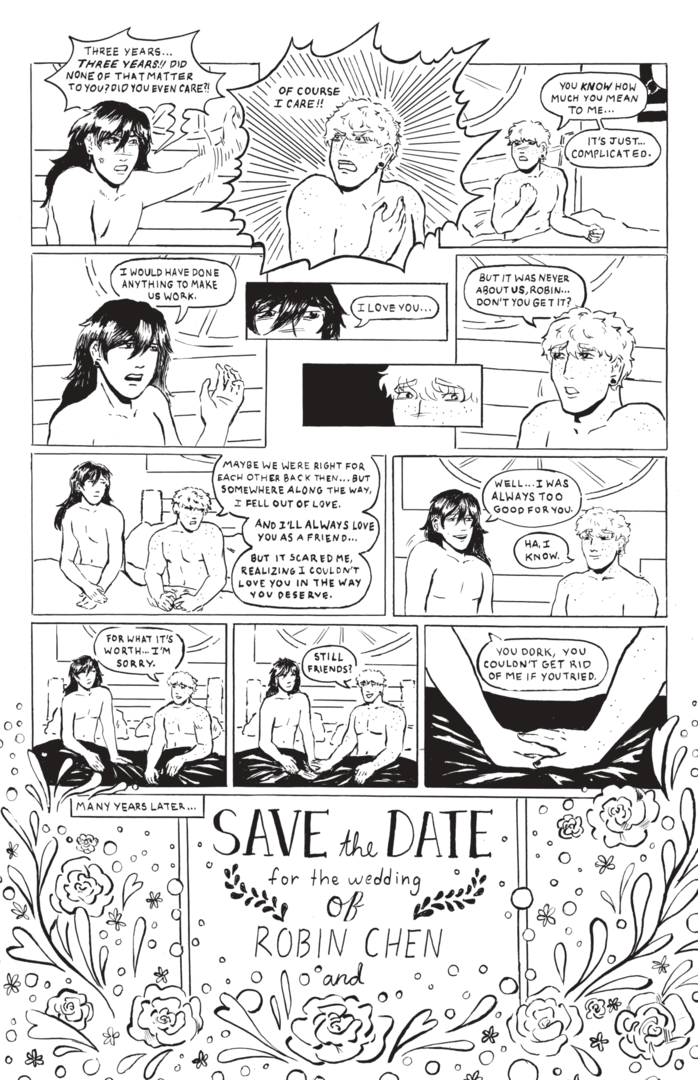 THREE YEARS...
THREE YEARS!! DID
NONE OF THAT MATTER
TO YOU? DID YOU EVEN CARE?!
OF COURSE
I CARE!!
YOU KNOW HOW
MUCH YOU MEAN
TO ME...
IT'S JUST...
COMPLICATED.
I WOULD HAVE DONE
ANYTHING TO MAKE
US WORK.
I LOVE YOU...
BUT IT WAS NEVER
ABOUT US, ROBIN...
DON'T YOU GET IT?
MAYBE WE WERE RIGHT FOR
EACH OTHER BACK THEN... BUT
SOMEWHERE ALONG THE WAY,
I FELL OUT OF LOVE.
AND I'LL ALWAYS LOVE
YOU AS A FRIEND...
BUT IT SCARED ME,
REALIZING I COULDN'T
LOVE YOU IN THE WAY
YOU DESERVE.
WELL... I WAS
ALWAYS TOO
GOOD FOR YOU.
HA, I
KNOW.
FOR WHAT IT'S
WORTH... I'M
SORRY.
STILL
FRIENDS?
YOU DORK, YOU
COULDN'T GET RID
OF ME IF YOU TRIED.
MANY YEARS LATER...
SAVE the DATE
for the wedding
of
ROBIN CHEN
and